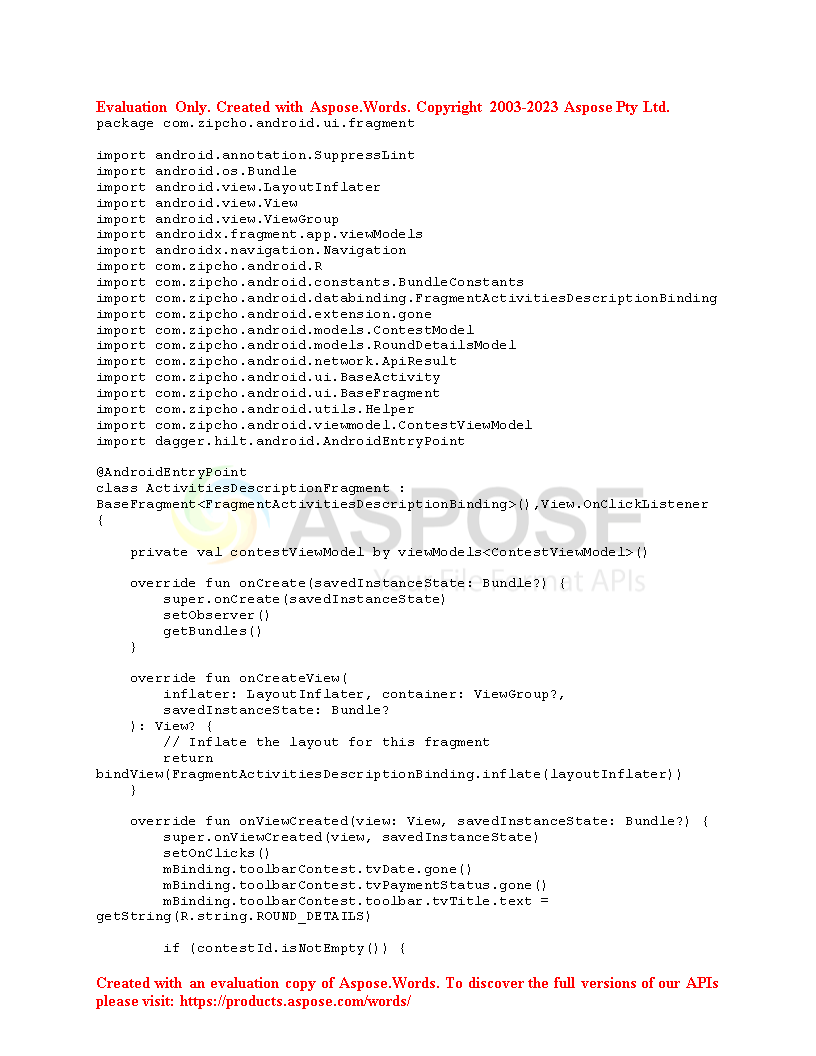 Evaluation Only. Created with Aspose.Words. Copyright 2003-2023 Aspose Pty Ltd.
package com.zipcho.android.ui.fragment
import android.annotation.SuppressLint
import android.os.Bundle
import android.view.LayoutInflater
import android.view.View
import android.view.ViewGroup
import androidx.fragment.app.viewModels
import androidx.navigation.Navigation
import com.zipcho.android.R
import com.zipcho.android.constants.BundleConstants
import com.zipcho.android.databinding.FragmentActivitiesDescriptionBinding
import com.zipcho.android.extension.gone
import com.zipcho.android.models.ContestModel
import com.zipcho.android.models.RoundDetailsModel
import com.zipcho.android.network.ApiResult
import com.zipcho.android.ui.BaseActivity
import com.zipcho.android.ui.BaseFragment
import com.zipcho.android.utils.Helper
import com.zipcho.android.viewmodel.ContestViewModel
import dagger.hilt.android.AndroidEntryPoint
@AndroidEntryPoint
class ActivitiesDescriptionFragment :
BaseFragment<FragmentActivitiesDescriptionBinding>(),View.OnClickListener
{
ASPOSE
    private val contestViewModel by viewModels<ContestViewModel>()
Your File Format APIs
    override fun onCreate(savedInstanceState: Bundle?) {
        super.onCreate(savedInstanceState)
        setObserver()
        getBundles()
    }
    override fun onCreateView(
        inflater: LayoutInflater, container: ViewGroup?,
        savedInstanceState: Bundle?
    ): View? {
        // Inflate the layout for this fragment
        return
bindView(FragmentActivitiesDescriptionBinding.inflate(layoutInflater))
    }
    override fun onViewCreated(view: View, savedInstanceState: Bundle?) {
        super.onViewCreated(view, savedInstanceState)
        setOnClicks()
        mBinding.toolbarContest.tvDate.gone()
        mBinding.toolbarContest.tvPaymentStatus.gone()
        mBinding.toolbarContest.toolbar.tvTitle.text =
getString(R.string.ROUND_DETAILS)
        if (contestId.isNotEmpty()) {
Created with an evaluation copy of Aspose.Words. To discover the full versions of our APIs
please visit: https://products.aspose.com/words/